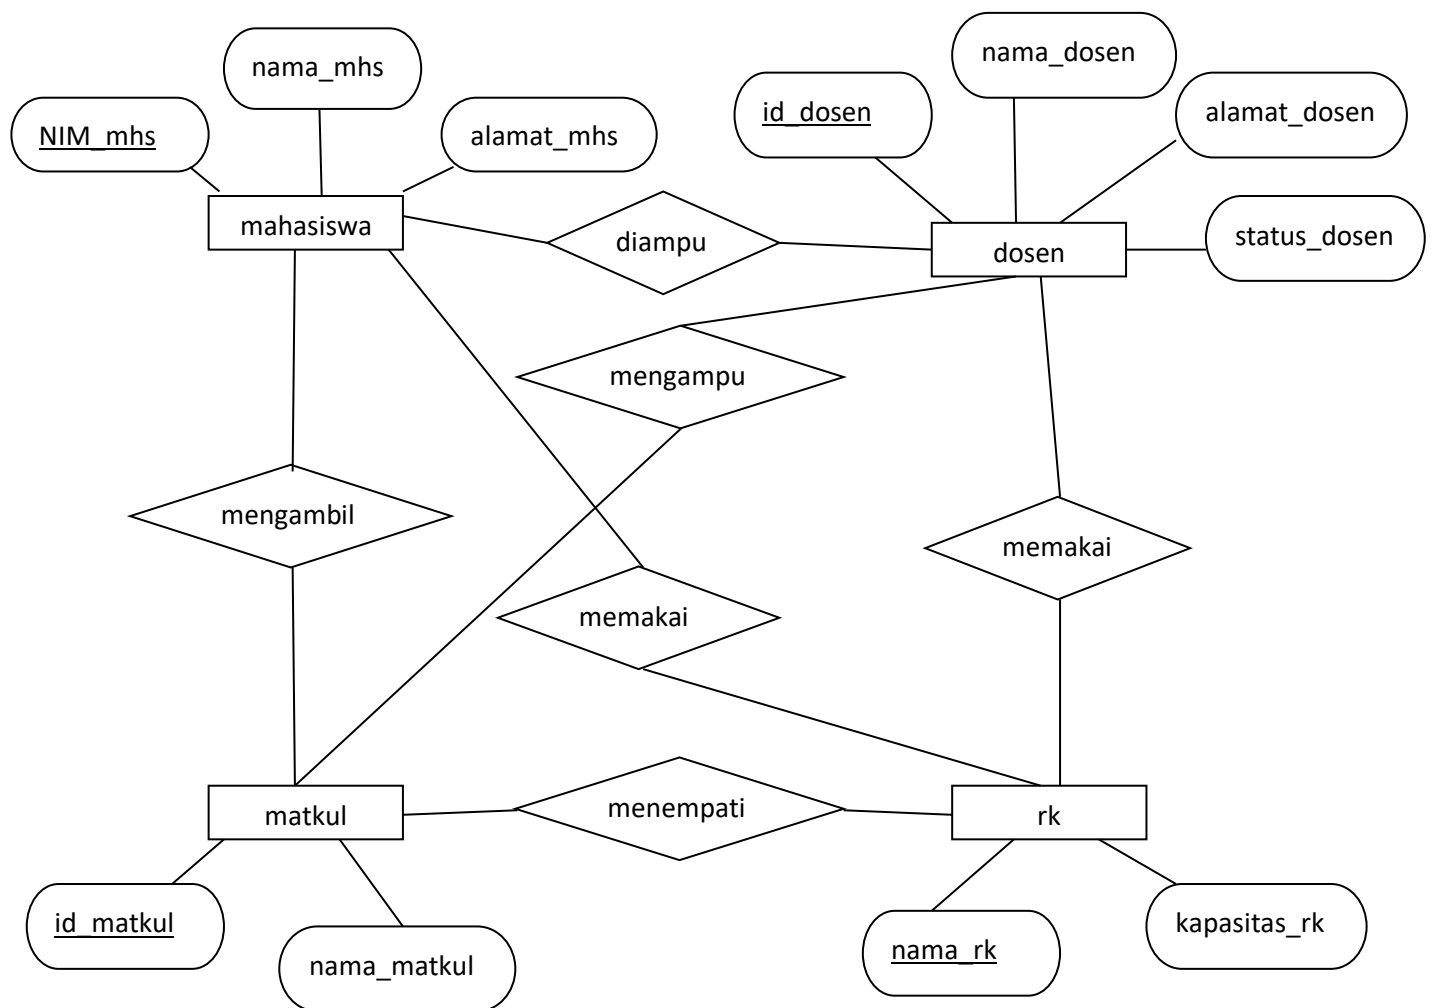 nama_mhs
nama_dosen
NIM_mhs
alamat_mhs
id_dosen
alamat_dosen
mahasiswa
diampu
dosen
status_dosen
mengampu
mengambil
memakai
memakai
matkul
menempati
rk
id_matkul
nama_matkul
nama_rk
kapasitas_rk